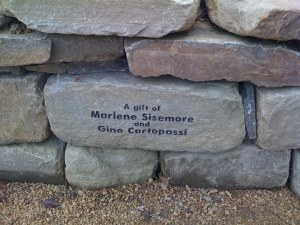 A gift of
Marlene Sisemore
and
Gino Cortopassi